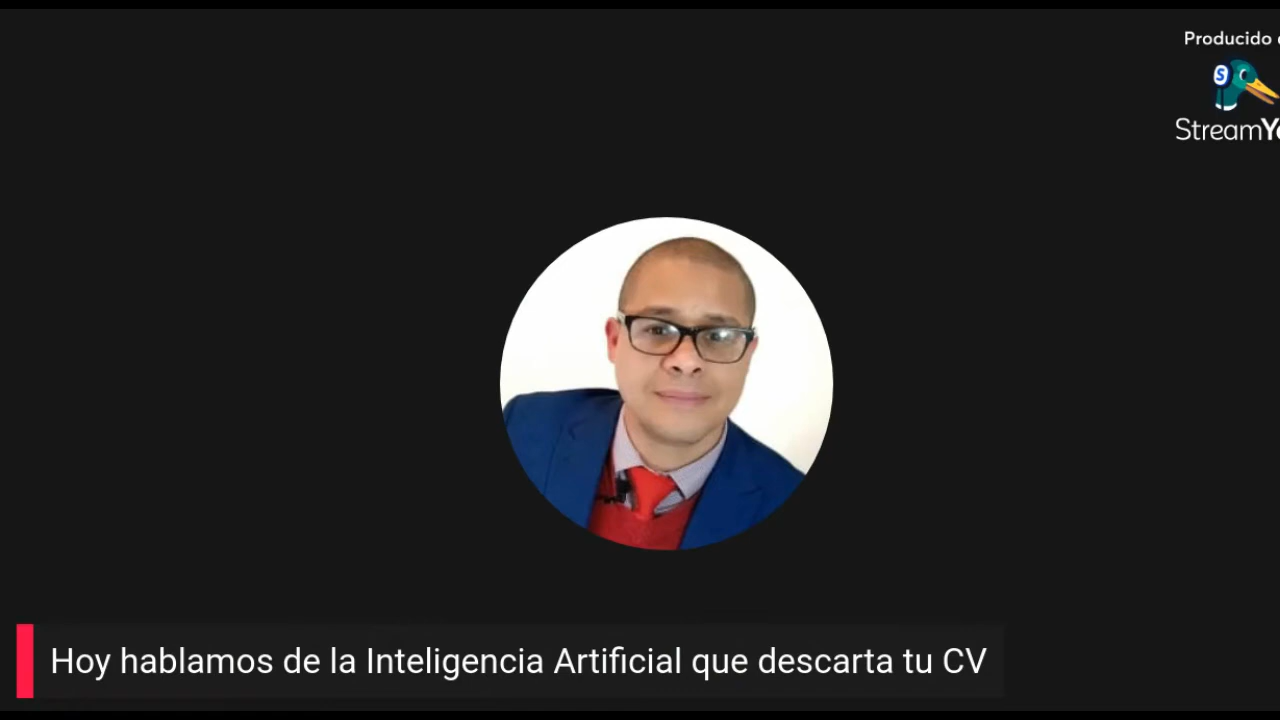 Producido
S
StreamY
Hoy hablamos de la Inteligencia Artificial que descarta tu CV